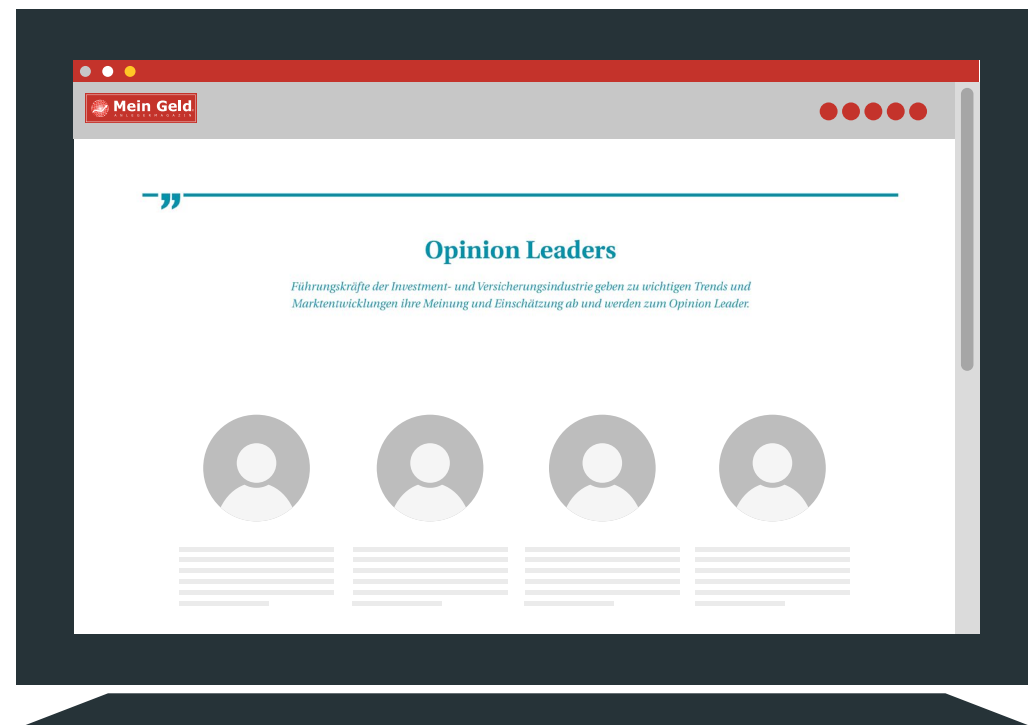 Mein Geld
ANLEGERMAGAZIN
„
Opinion Leaders
Führungskräfte der Investment- und Versicherungsindustrie geben zu wichtigen Trends und
Marktentwicklungen ihre Meinung und Einschätzung ab und werden zum Opinion Leader.